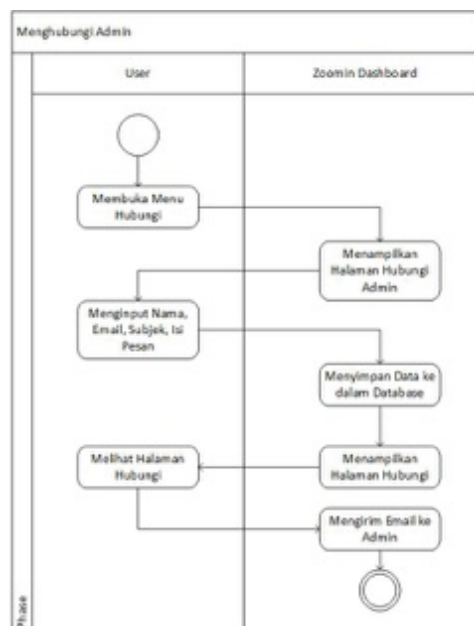 Menghubungi Admin
User
Zoomin Dashboard
Membuka Menu
Hubungi
Menampilkan
Halaman Hubungi
Admin
Menginput Nama,
Email, Subjek, Isi
Pesan
Menyimpan Data ke
dalam Database
Menampilkan
Halaman Hubungi
Melihat Halaman
Hubungi
Mengirim Email ke
Admin
Phase